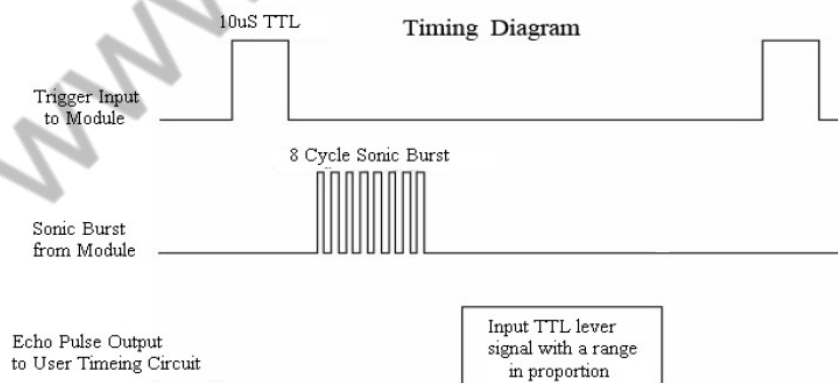 10uS TTL
Timing Diagram
Trigger Input
to Module
8 Cycle Sonic Burst
Sonic Burst
from Module
Echo Pulse Output
to User Timeing Circuit
Input TTL lever
signal with a range
in proportion